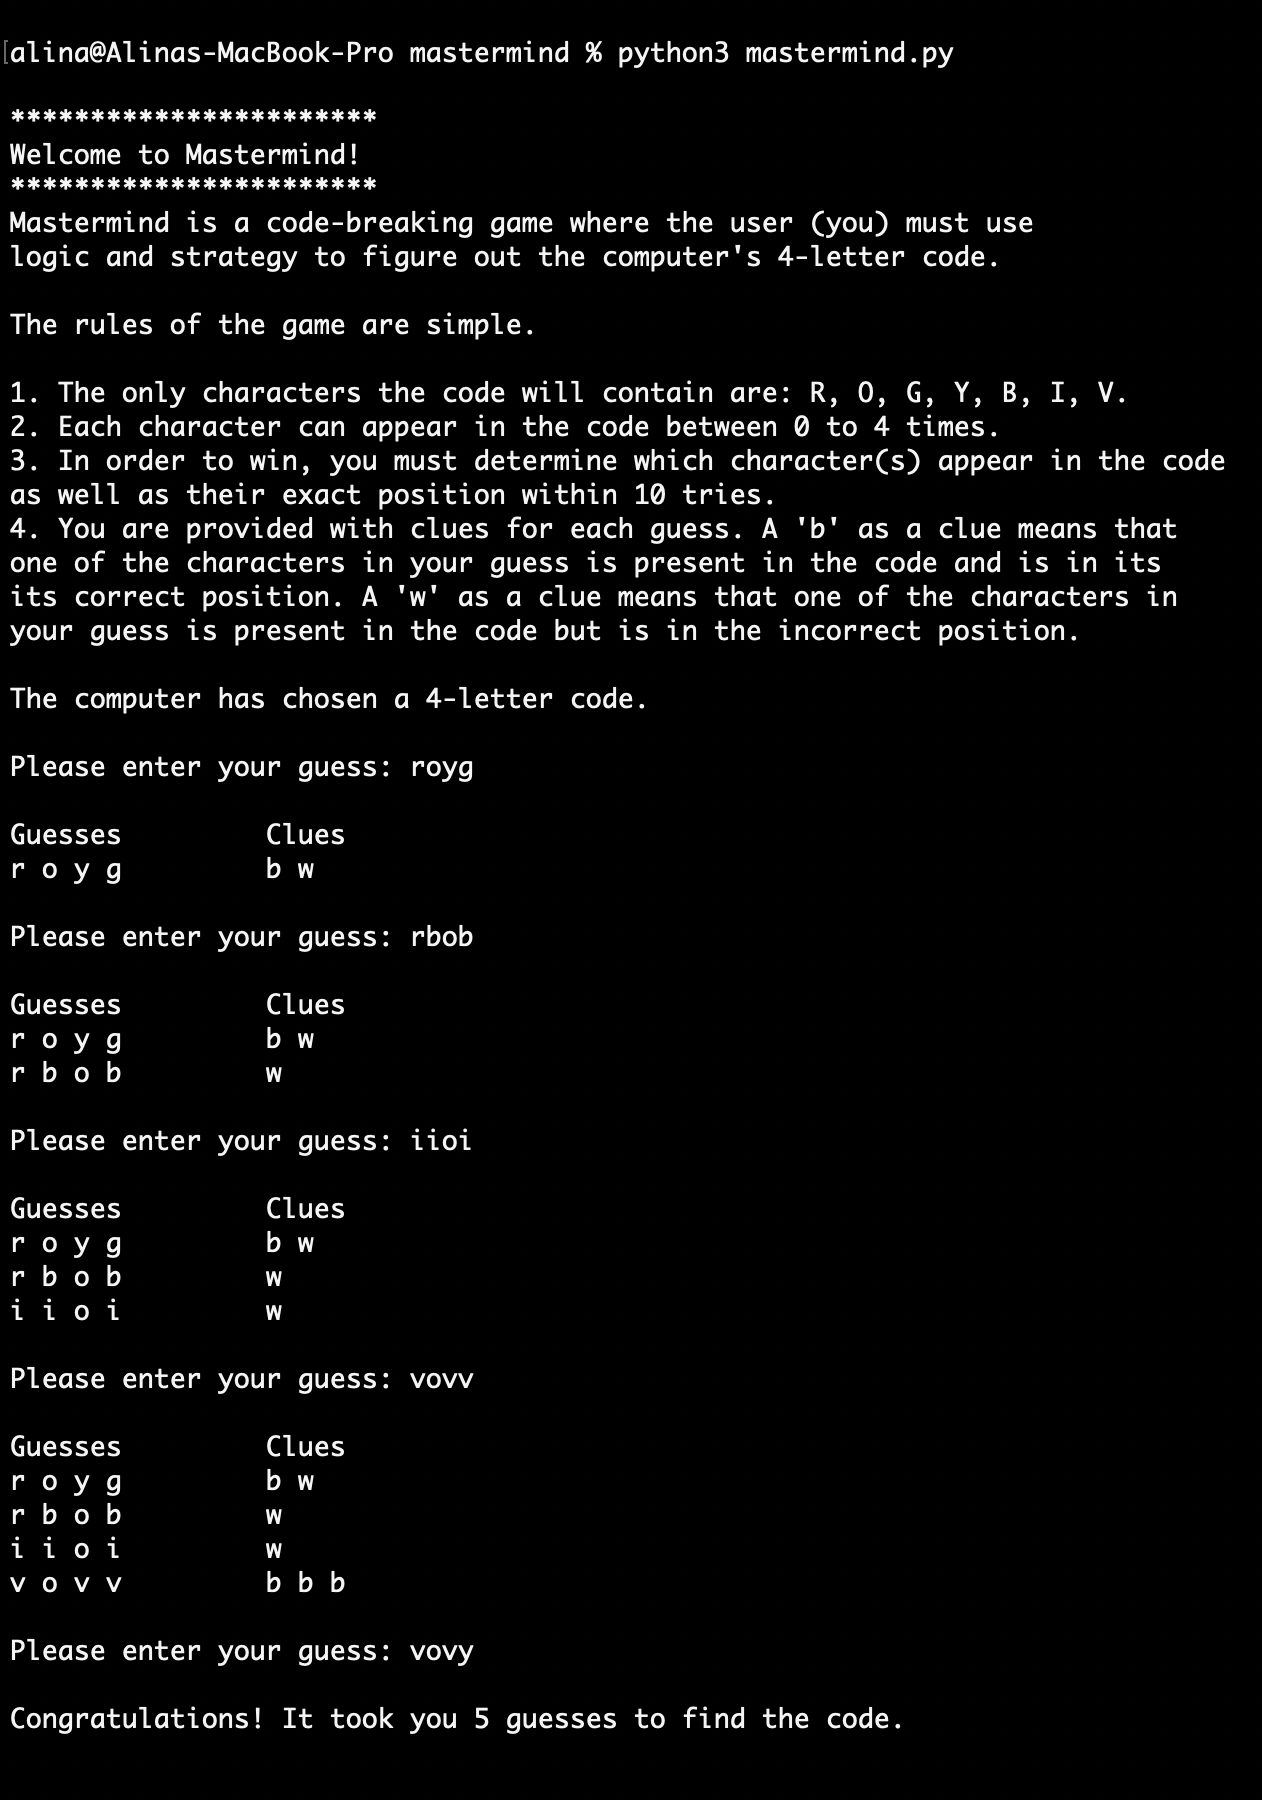 alina@Alinas-MacBook-Pro mastermind % python3 mastermind.py
***********************
Welcome to Mastermind!
***********************
Mastermind is a code-breaking game where the user (you) must use
logic and strategy to figure out the computer's 4-letter code.
The rules of the game are simple.
1. The only characters the code will contain are: R, O, G, Y, B, I, V.
2. Each character can appear in the code between 0 to 4 times.
3. In order to win, you must determine which character(s) appear in the code
as well as their exact position within 10 tries.
4. You are provided with clues for each guess. A 'b' as a clue means that
one of the characters in your guess is present in the code and is in its
its correct position. A 'w' as a clue means that one of the characters in
your guess is present in the code but is in the incorrect position.
The computer has chosen a 4-letter code.
Please enter your guess: royg
Guesses         Clues
r o y g         b w
Please enter your guess: rbob
Guesses         Clues
r o y g         b w
r b o b         w
Please enter your guess: iioi
Guesses         Clues
r o y g         b w
r b o b         w
i i o i         w
Please enter your guess: vovv
Guesses         Clues
r o y g         b w
r b o b         w
i i o i         w
v o v v         b b b
Please enter your guess: vovy
Congratulations! It took you 5 guesses to find the code.